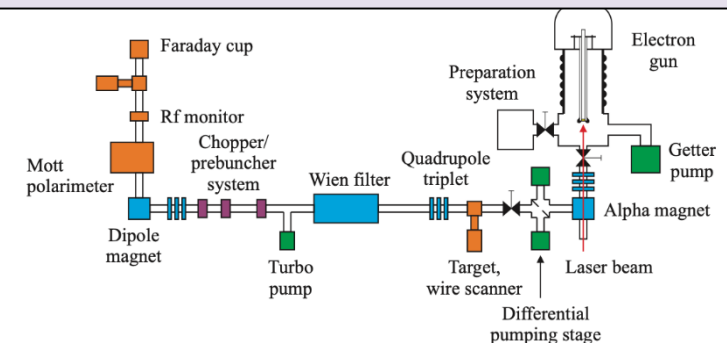 Faraday cup
Electron
gun
Preparation
system
Rf monitor
Chopper/
prebuncher
system
Mott
polarimeter
Wien filter
Quadrupole
triplet
Getter
pump
Alpha magnet
Dipole
magnet
Turbo
pump
Target,
wire scanner
Laser beam
Differential
pumping stage